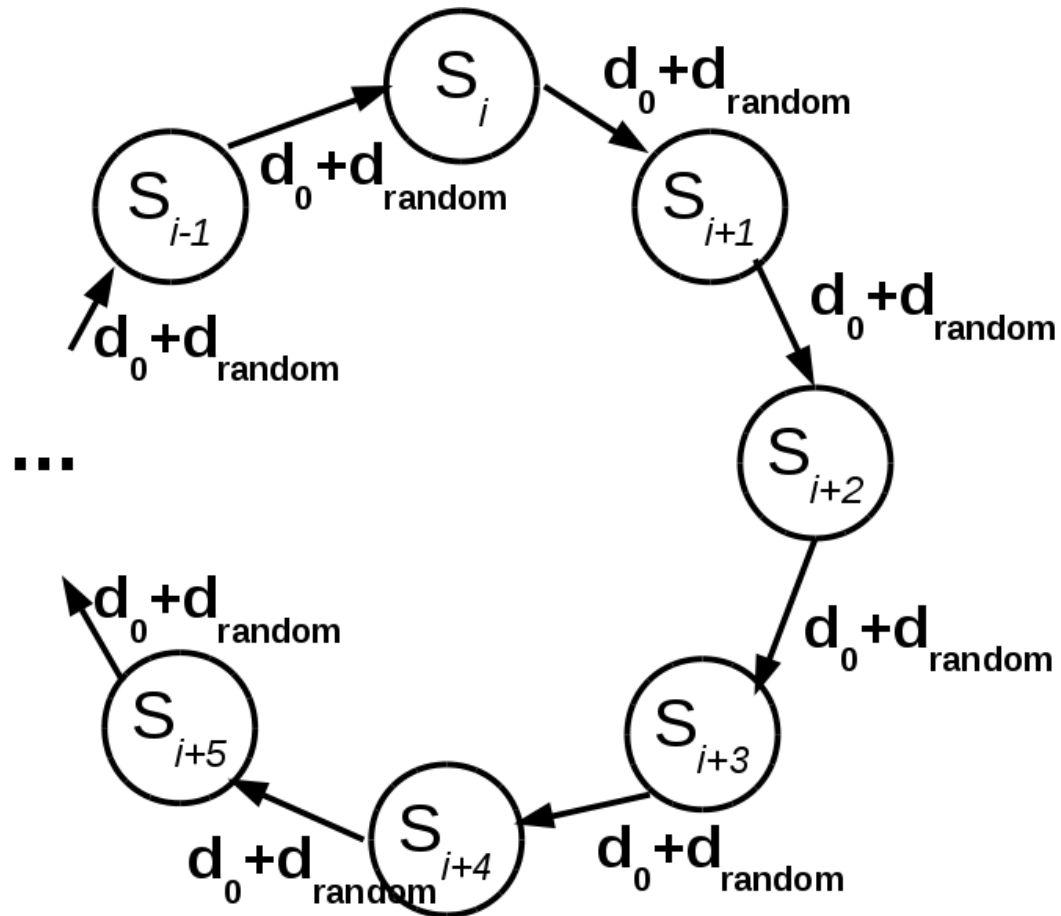 S_i
d_0+d_random
S_{i-1}
d_0+d_random
S_{i+1}
d_0+d_random
d_0+d_random
...
S_{i+2}
d_0+d_random
d_0+d_random
S_{i+5}
S_{i+3}
S_{i+4}
d_0+d_random
d_0+d_random